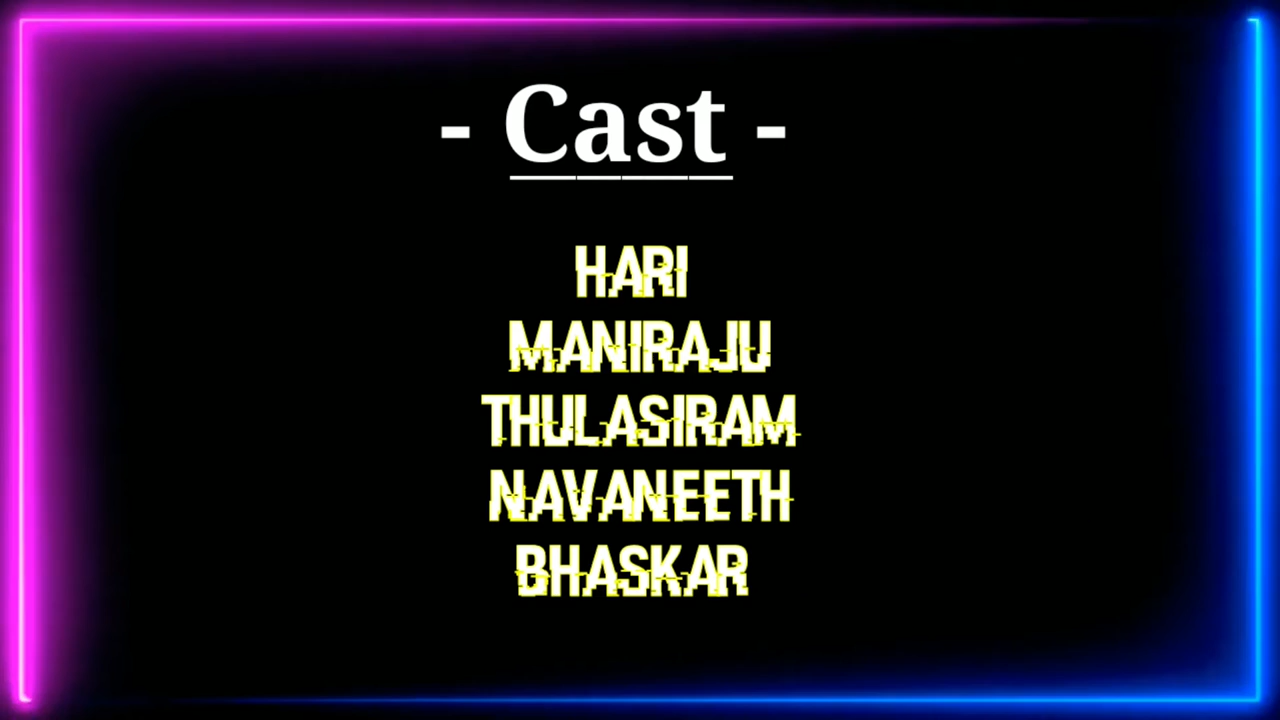 - Cast -
HARI
MANIRAJU
THULASIRAM
NAVANEETH
BHASKAR